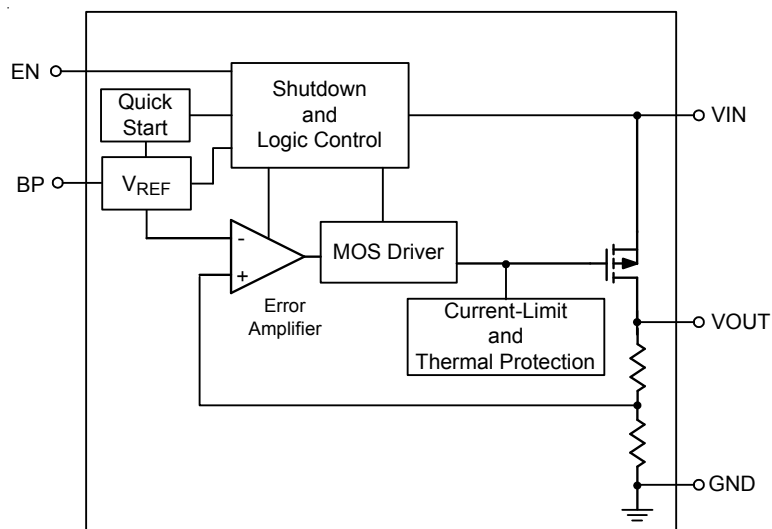 EN
Quick
Start
Shutdown
and
Logic Control
VIN
BP
VREF
-
+
MOS Driver
Error
Amplifier
Current-Limit
and
Thermal Protection
VOUT
GND